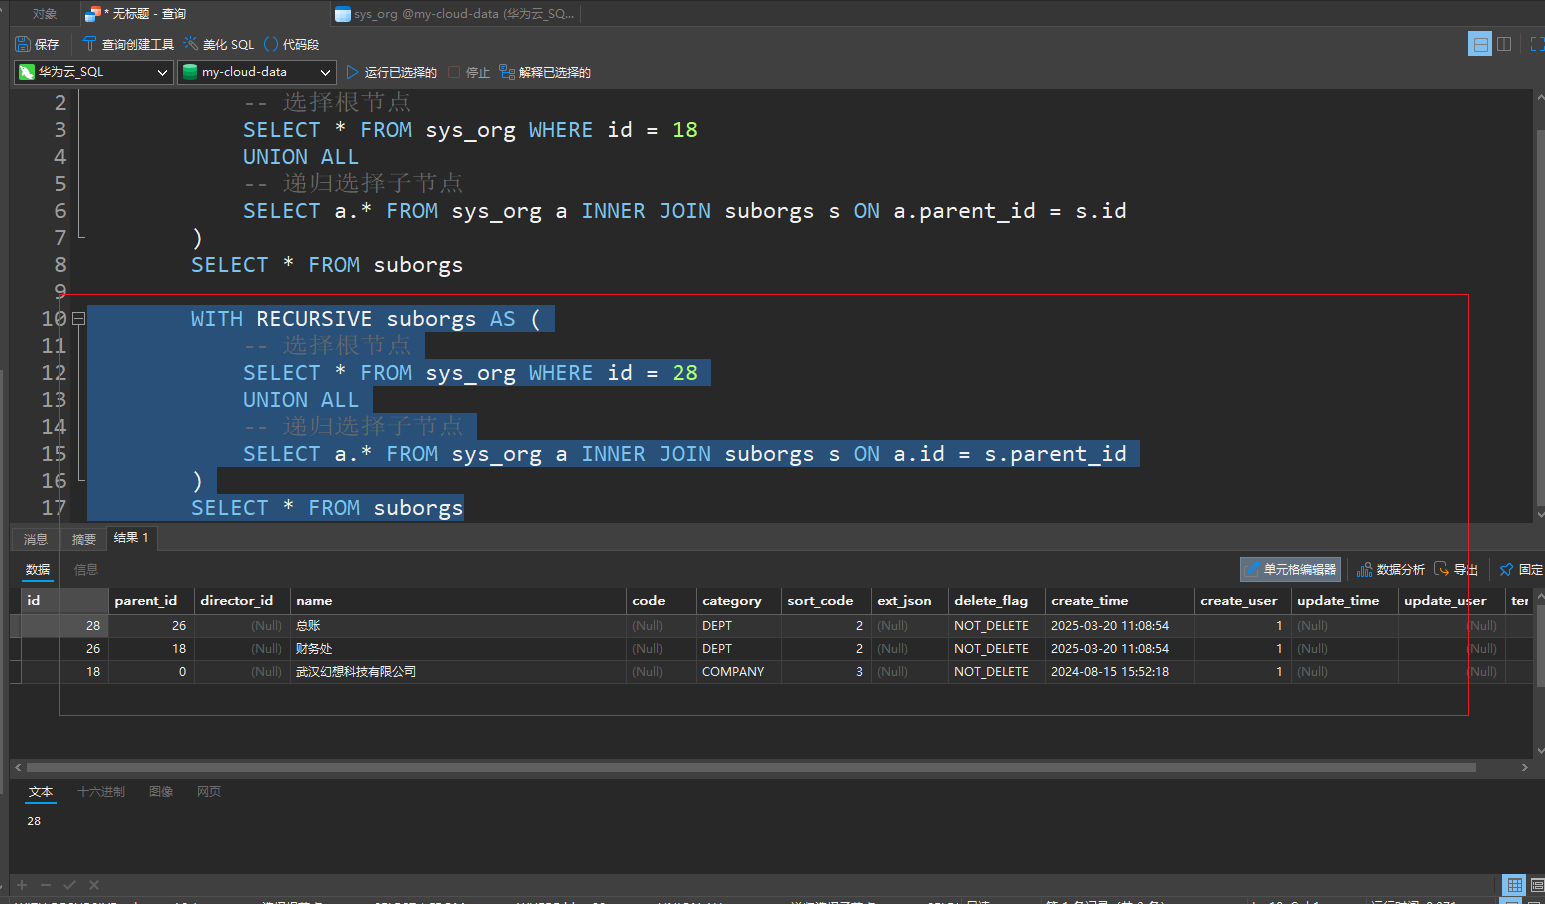 对象 * 无标题 - 查询 sys_org @my-cloud-data (华为云_SQ...
保存 查询创建工具 美化 SQL () 代码段
华为云_SQL my-cloud-data 运行已选择的 停止 解释已选择的
2 -- 选择根节点
3 SELECT * FROM sys_org WHERE id = 18
4 UNION ALL
5 -- 递归选择子节点
6 SELECT a.* FROM sys_org a INNER JOIN suborgs s ON a.parent_id = s.id
7 )
8 SELECT * FROM suborgs
9
10 WITH RECURSIVE suborgs AS (
11 -- 选择根节点
12 SELECT * FROM sys_org WHERE id = 28
13 UNION ALL
14 -- 递归选择子节点
15 SELECT a.* FROM sys_org a INNER JOIN suborgs s ON a.id = s.parent_id
16 )
17 SELECT * FROM suborgs
消息 摘要 结果 1
数据 信息 单元格编辑器 数据分析 导出 固定
id parent_id director_id name code category sort_code ext_json delete_flag create_time create_user update_time update_user
28 26 (Null) 总账 (Null) DEPT 2 (Null) NOT_DELETE 2025-03-20 11:08:54 1 (Null) (Null)
26 18 (Null) 财务处 (Null) DEPT 2 (Null) NOT_DELETE 2025-03-20 11:08:54 1 (Null) (Null)
18 0 (Null) 武汉幻想科技有限公司 (Null) COMPANY 3 (Null) NOT_DELETE 2024-08-15 15:52:18 1 (Null) (Null)
文本 十六进制 图像 网页
28